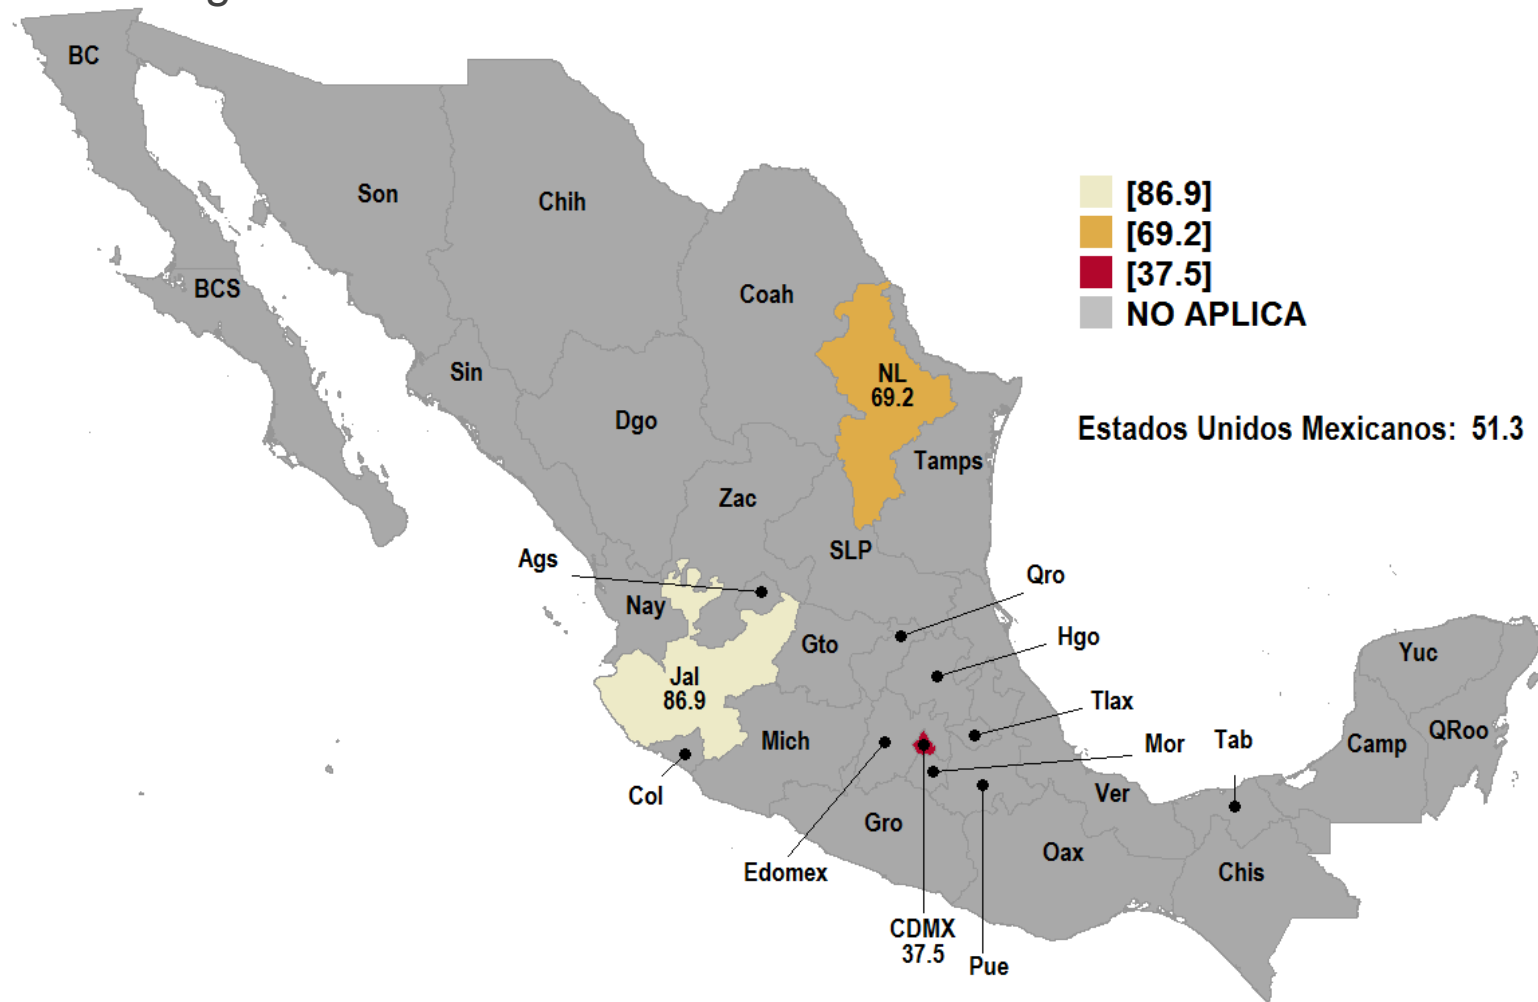 BC
Son
Chih
BCS
Coah
Sin
NL
69.2
Dgo
Tamps
Zac
SLP
Ags
Nay
Qro
Gto
Hgo
Jal
86.9
Tlax
Mich
Mor
Tab
Col
Edomex
Gro
CDMX
37.5
Pue
Ver
Oax
Chis
Camp
Yuc
QRoo
[86.9]
[69.2]
[37.5]
NO APLICA
Estados Unidos Mexicanos: 51.3